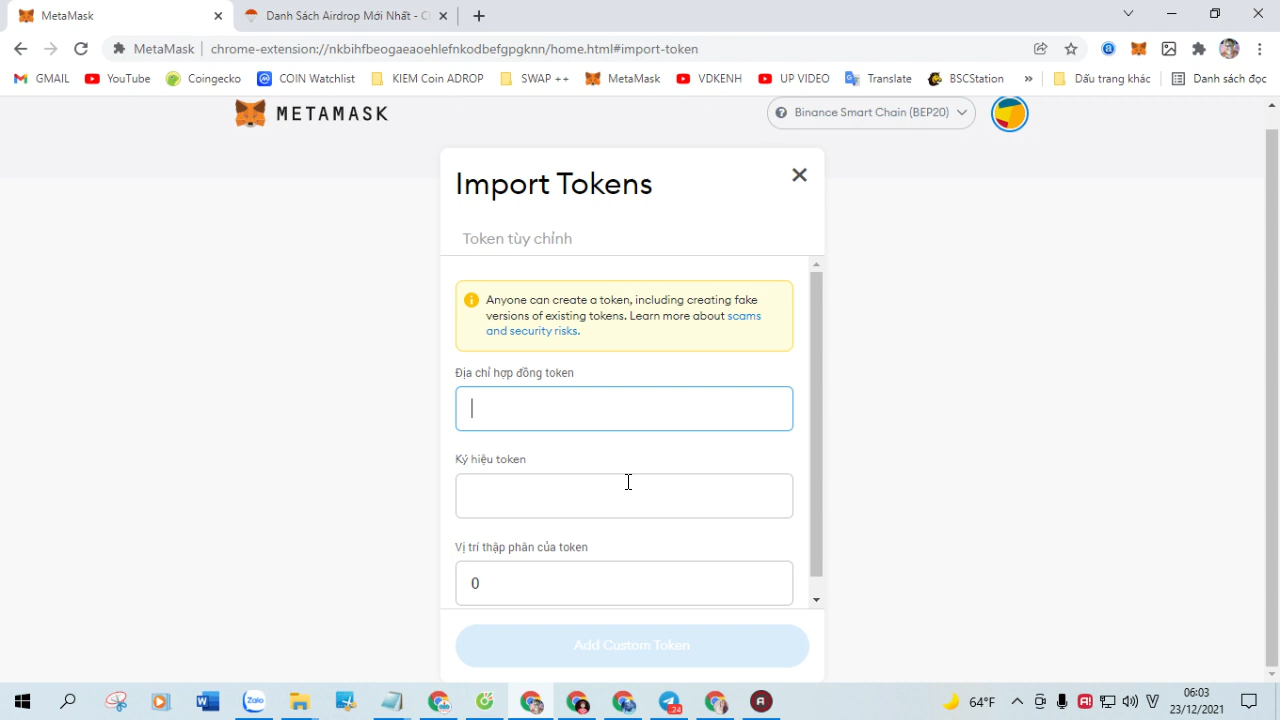 MetaMask
Danh Sách Airdrop Mới Nhất - C
MetaMask
chrome-extension://nkbihfbeogaeaoehlefnkodbefgpgknn/home.html#import-token
GMAIL
YouTube
Coingecko
COIN Watchlist
KIEM Coin ADROP
SWAP ++
MetaMask
VDKENH
UP VIDEO
Translate
BSCStation
»
Dấu trang khác
Danh sách đọc
METAMASK
Binance Smart Chain (BEP20)
Import Tokens
Token tùy chỉnh
Anyone can create a token, including creating fake
versions of existing tokens. Learn more about scams
and security risks.
Địa chỉ hợp đồng token
Ký hiệu token
Vị trí thập phân của token
0
Add Custom Token
Zalo
24
64°F
06:03
23/12/2021